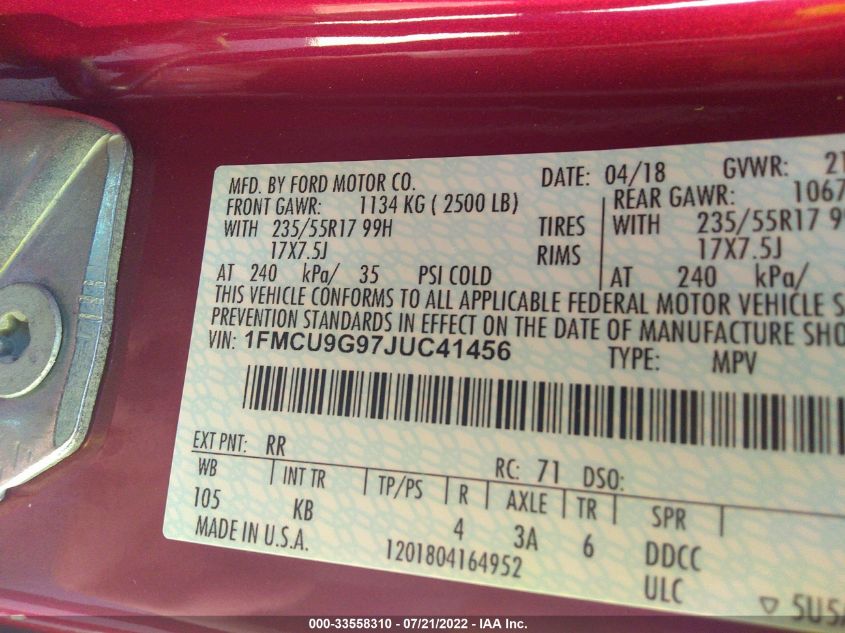 MFD. BY FORD MOTOR CO. DATE: 04/18 GVWR:
FRONT GAWR: 1134 KG ( 2500 LB) REAR GAWR: 1067
WITH 235/55R17 99H TIRES WITH 235/55R17
17X7.5J RIMS 17X7.5J
AT 240 kPa/ 35 PSI COLD AT 240 kPa/
THIS VEHICLE CONFORMS TO ALL APPLICABLE FEDERAL MOTOR VEHICLE
PREVENTION STANDARDS IN EFFECT ON THE DATE OF MANUFACTURE
VIN: 1FMCU9G97JUC41456 TYPE: MPV
EXT PNT: RR RC: 71 DSO:
WB INT TR TP/PS R AXLE TR SPR
105 KB 4 3A 6 DDCC
MADE IN U.S.A. 1201804164952 ULC
000-33558310 - 07/21/2022 - IAA Inc.